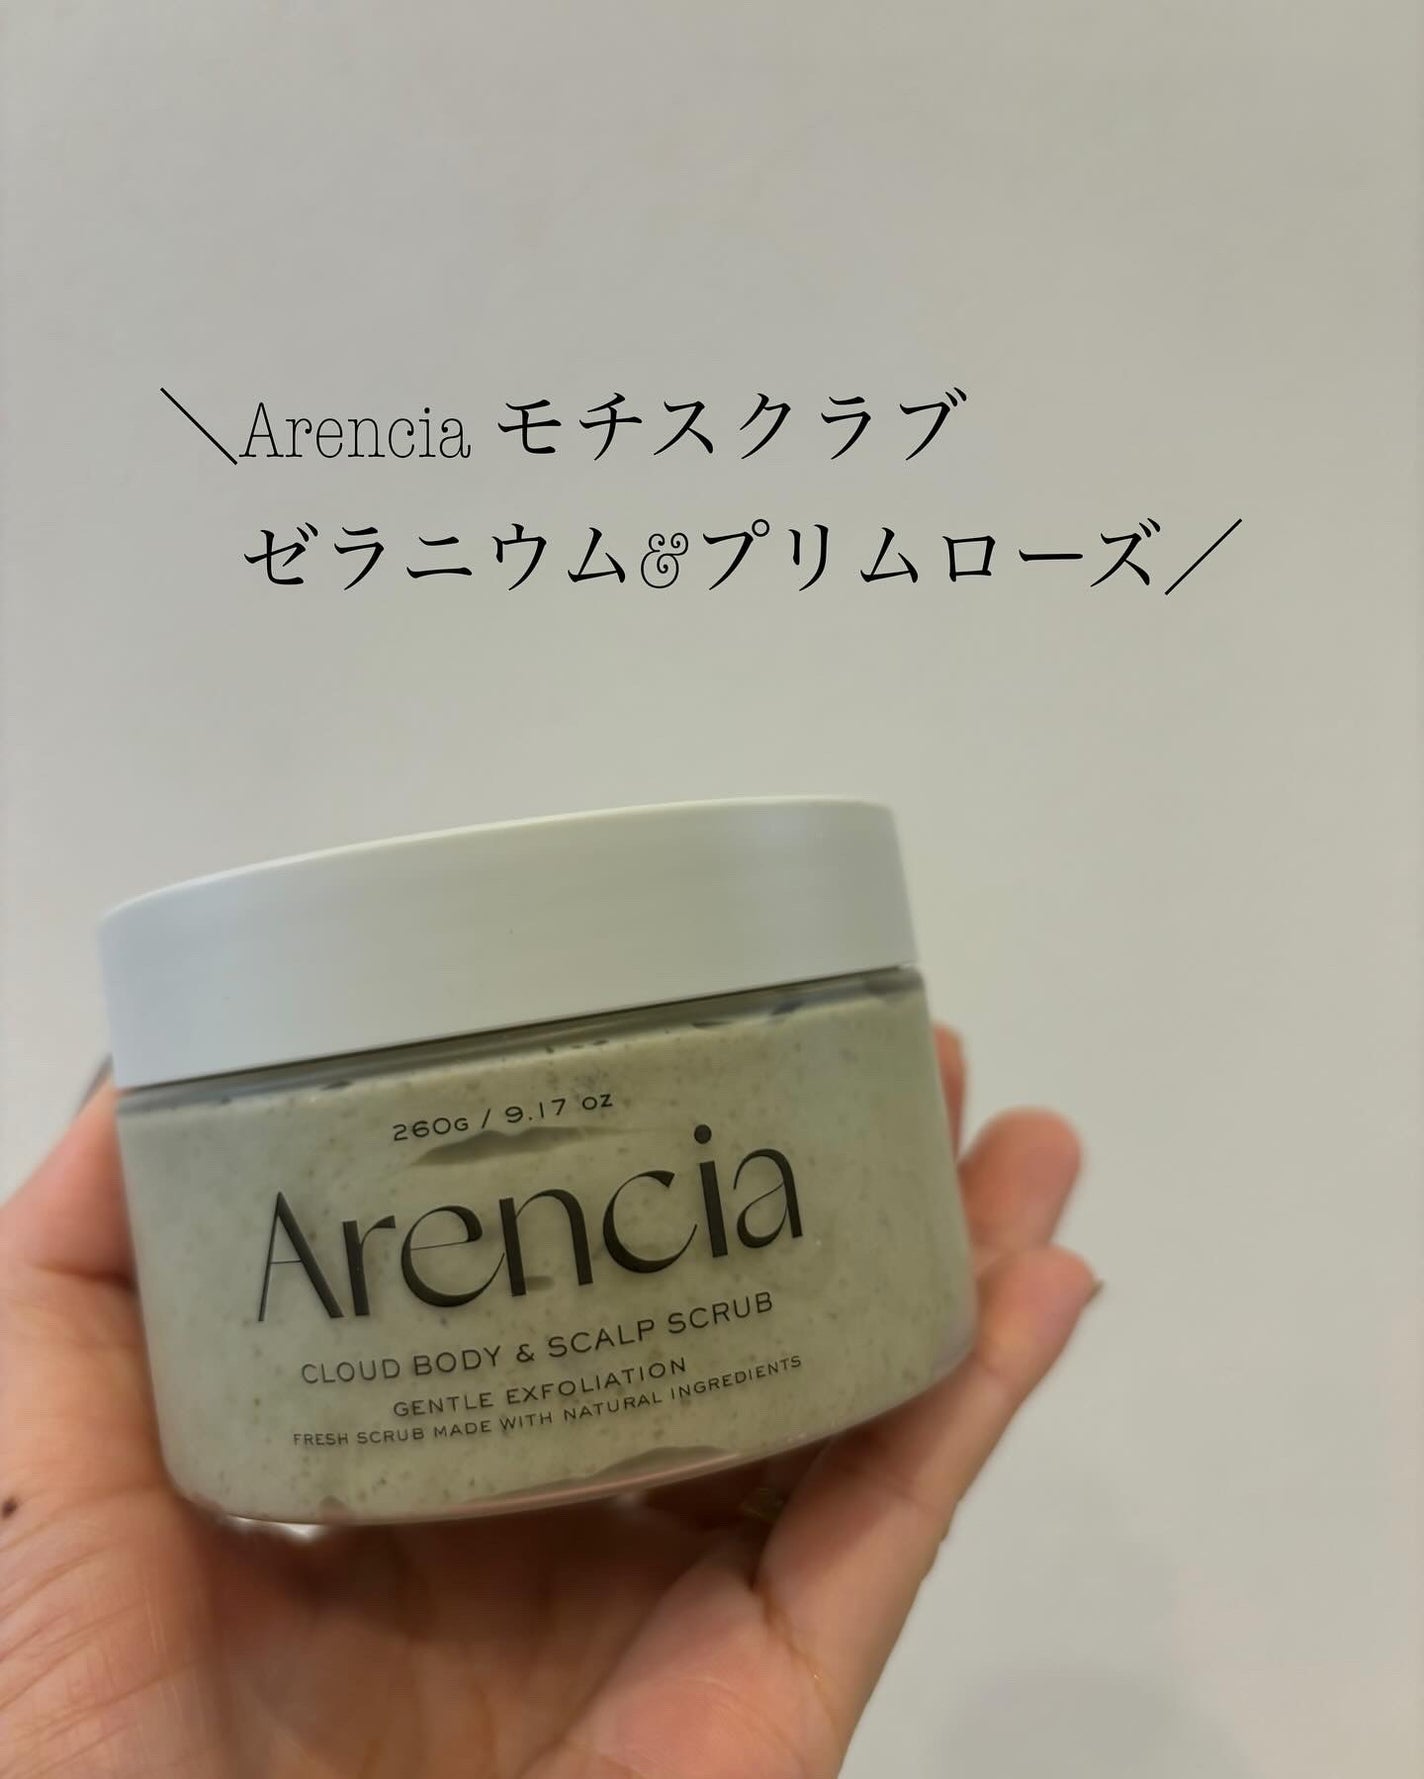 ＼Arencia モチスクラブ
ゼラニウム&プリムローズ／
260G / 9.17 OZ
Arencia
CLOUD BODY & SCALP SCRUB
GENTLE EXFOLIATION
FRESH SCRUB MADE WITH NATURAL INGREDIENTS